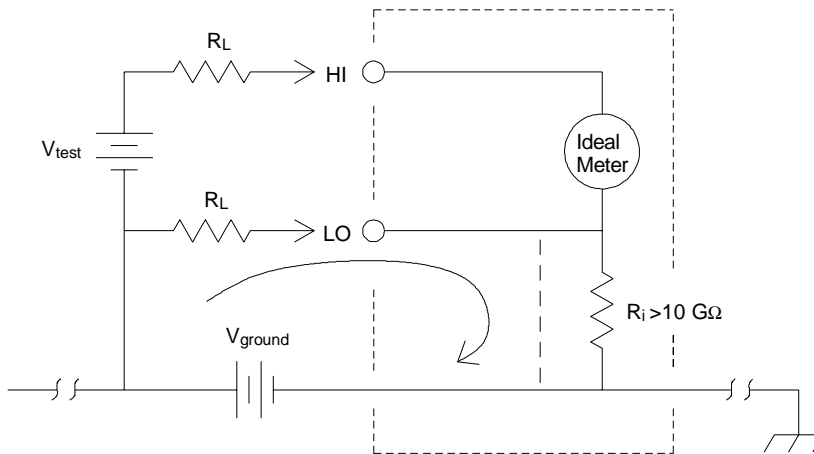 RL
HI
Ideal
Meter
Vtest
RL
LO
Ri >10 GΩ
Vground